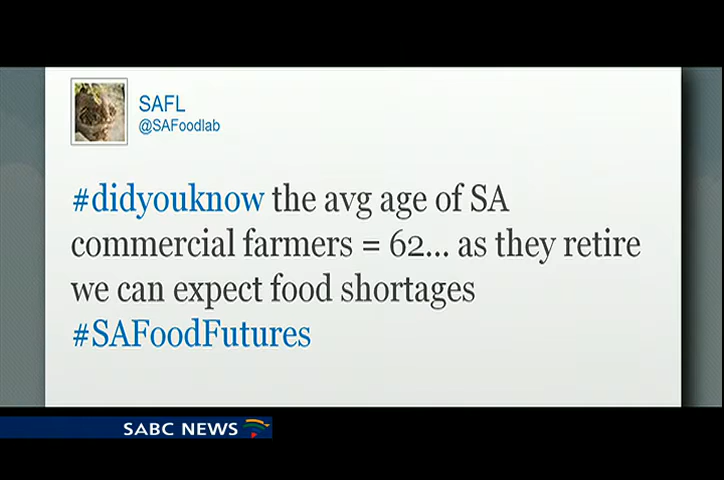 SAFL
@SAFoodlab
#didyouknow the avg age of SA
commercial farmers = 62... as they retire
we can expect food shortages
#SAFoodFutures
SABC NEWS